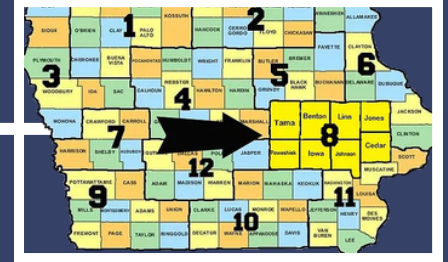 KOSSUTH
WINNESHIEK ALLAMAKEE
SIOUX O'BRIEN CLAY PALO ALTO HANCOCK CERRO GORDO FLOYD CHICKASAW
1 2
FAYETTE CLAYTON
PLYMOUTH CHEROKEE BUENA VISTA POCAHONTAS HUMBOLDT WRIGHT FRANKLIN BUTLER BREMER
3 5 6
WOODBURY IDA SAC CALHOUN WEBSTER HAMILTON HARDIN GRUNDY BLACK HAWK BUCHANAN DELAWARE DUBUQUE
4
JACKSON
MONONA CRAWFORD CARROLL MARSHALL Tama Benton Linn Jones
7 8
CLINTON
HARRISON SHELBY DALLAS POLK JASPER Poweshiek Iowa Johnson Cedar
SCOTT
12
MUSCATINE
POTTAWATTAMIE CASS ADAIR MADISON WARREN MARION MAHASKA KEOKUK WASHINGTON
9 11
LOUISA
MILLS MONTGOMERY ADAMS UNION CLARKE LUCAS MONROE WAPELLO JEFFERSON HENRY DES MOINES
10
FREMONT PAGE TAYLOR RINGGOLD DECATUR WAYNE APPANOOSE DAVIS VAN BUREN LEE